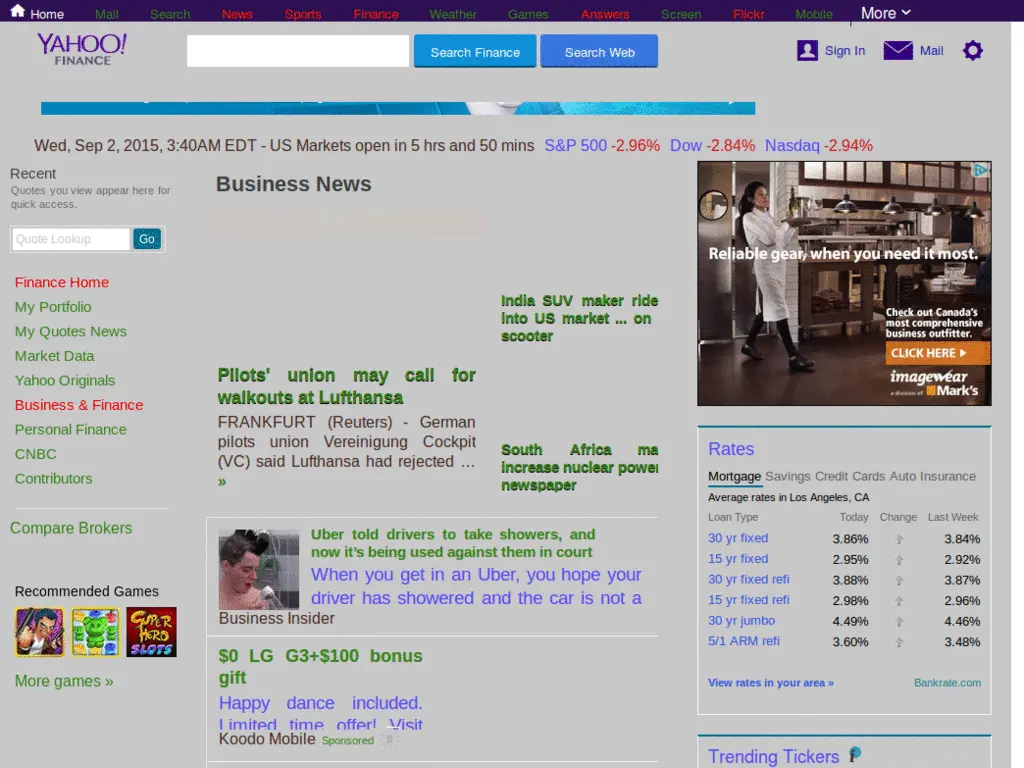 Home Mail Search News Sports Finance Weather Games Answers Screen Flickr Mobile More
YAHOO!
FINANCE
Search Finance
Search Web
Sign In
Mail
Wed, Sep 2, 2015, 3:40AM EDT - US Markets open in 5 hrs and 50 mins S&P 500 -2.96% Dow -2.84% Nasdaq -2.94%
Recent
Quotes you view appear here for
quick access.
Quote Lookup
Go
Finance Home
My Portfolio
My Quotes News
Market Data
Yahoo Originals
Business & Finance
Personal Finance
CNBC
Contributors
Compare Brokers
Recommended Games
SUPER
HERO
SLOTS
More games »
Business News
Pilots' union may call for
walkouts at Lufthansa
FRANKFURT (Reuters) - German
pilots union Vereinigung Cockpit
(VC) said Lufthansa had rejected …
»
India SUV maker ride
into US market ... on
scooter
South Africa ma
increase nuclear power
newspaper
Uber told drivers to take showers, and
now it's being used against them in court
When you get in an Uber, you hope your
driver has showered and the car is not a
Business Insider
$0 LG G3+$100 bonus
gift
Happy dance included.
Limited time offer! Visit
Koodo Mobile Sponsored
Reliable gear, when you need it most.
Check out Canada's
most comprehensive
business outfitter.
CLICK HERE
imagewear
a division of Mark's
Rates
Mortgage Savings Credit Cards Auto Insurance
Average rates in Los Angeles, CA
Loan Type Today Change Last Week
30 yr fixed 3.86% 3.84%
15 yr fixed 2.95% 2.92%
30 yr fixed refi 3.88% 3.87%
15 yr fixed refi 2.98% 2.96%
30 yr jumbo 4.49% 4.46%
5/1 ARM refi 3.60% 3.48%
View rates in your area » Bankrate.com
Trending Tickers